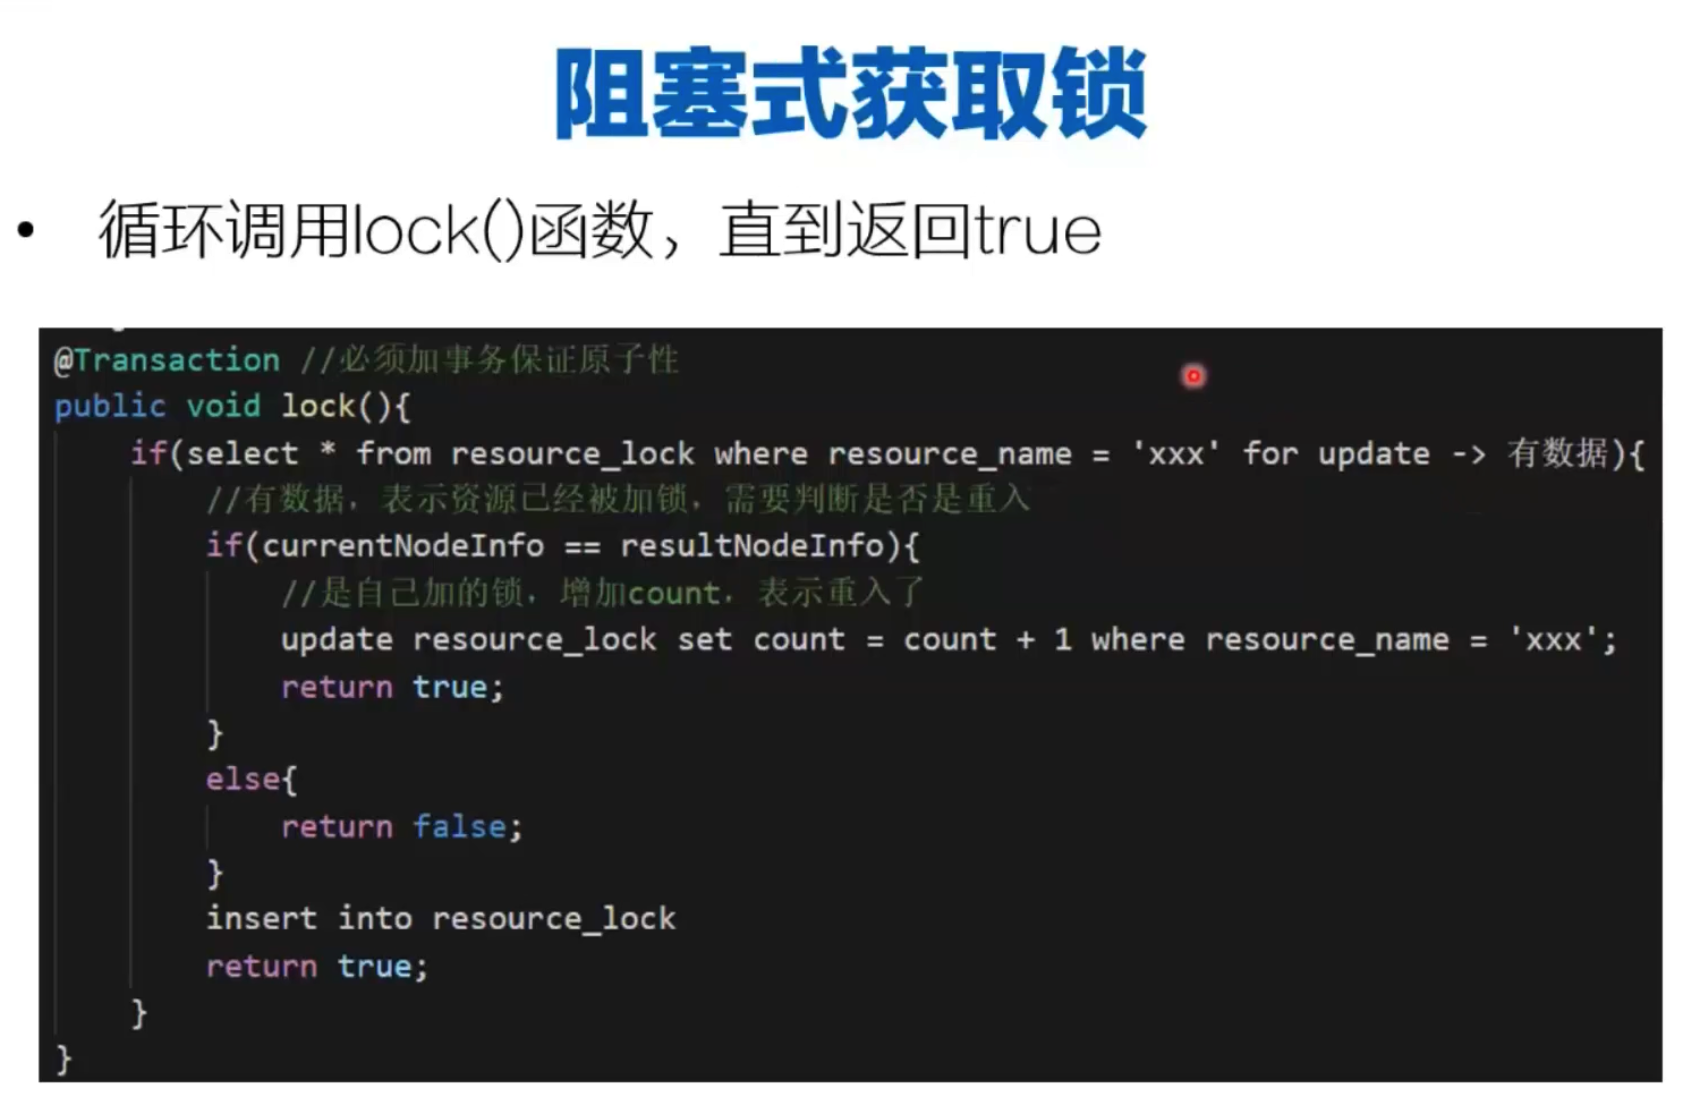 阻塞式获取锁
• 循环调用lock()函数，直到返回true
@Transaction //必须加事务保证原子性
public void lock(){
if(select * from resource_lock where resource_name = 'xxx' for update -> 有数据){
//有数据，表示资源已经被加锁，需要判断是否是重入
if(currentNodeInfo == resultNodeInfo){
//是自己加的锁，增加count，表示重入了
update resource_lock set count = count + 1 where resource_name = 'xxx';
return true;
}
else{
return false;
}
insert into resource_lock
return true;
}
}